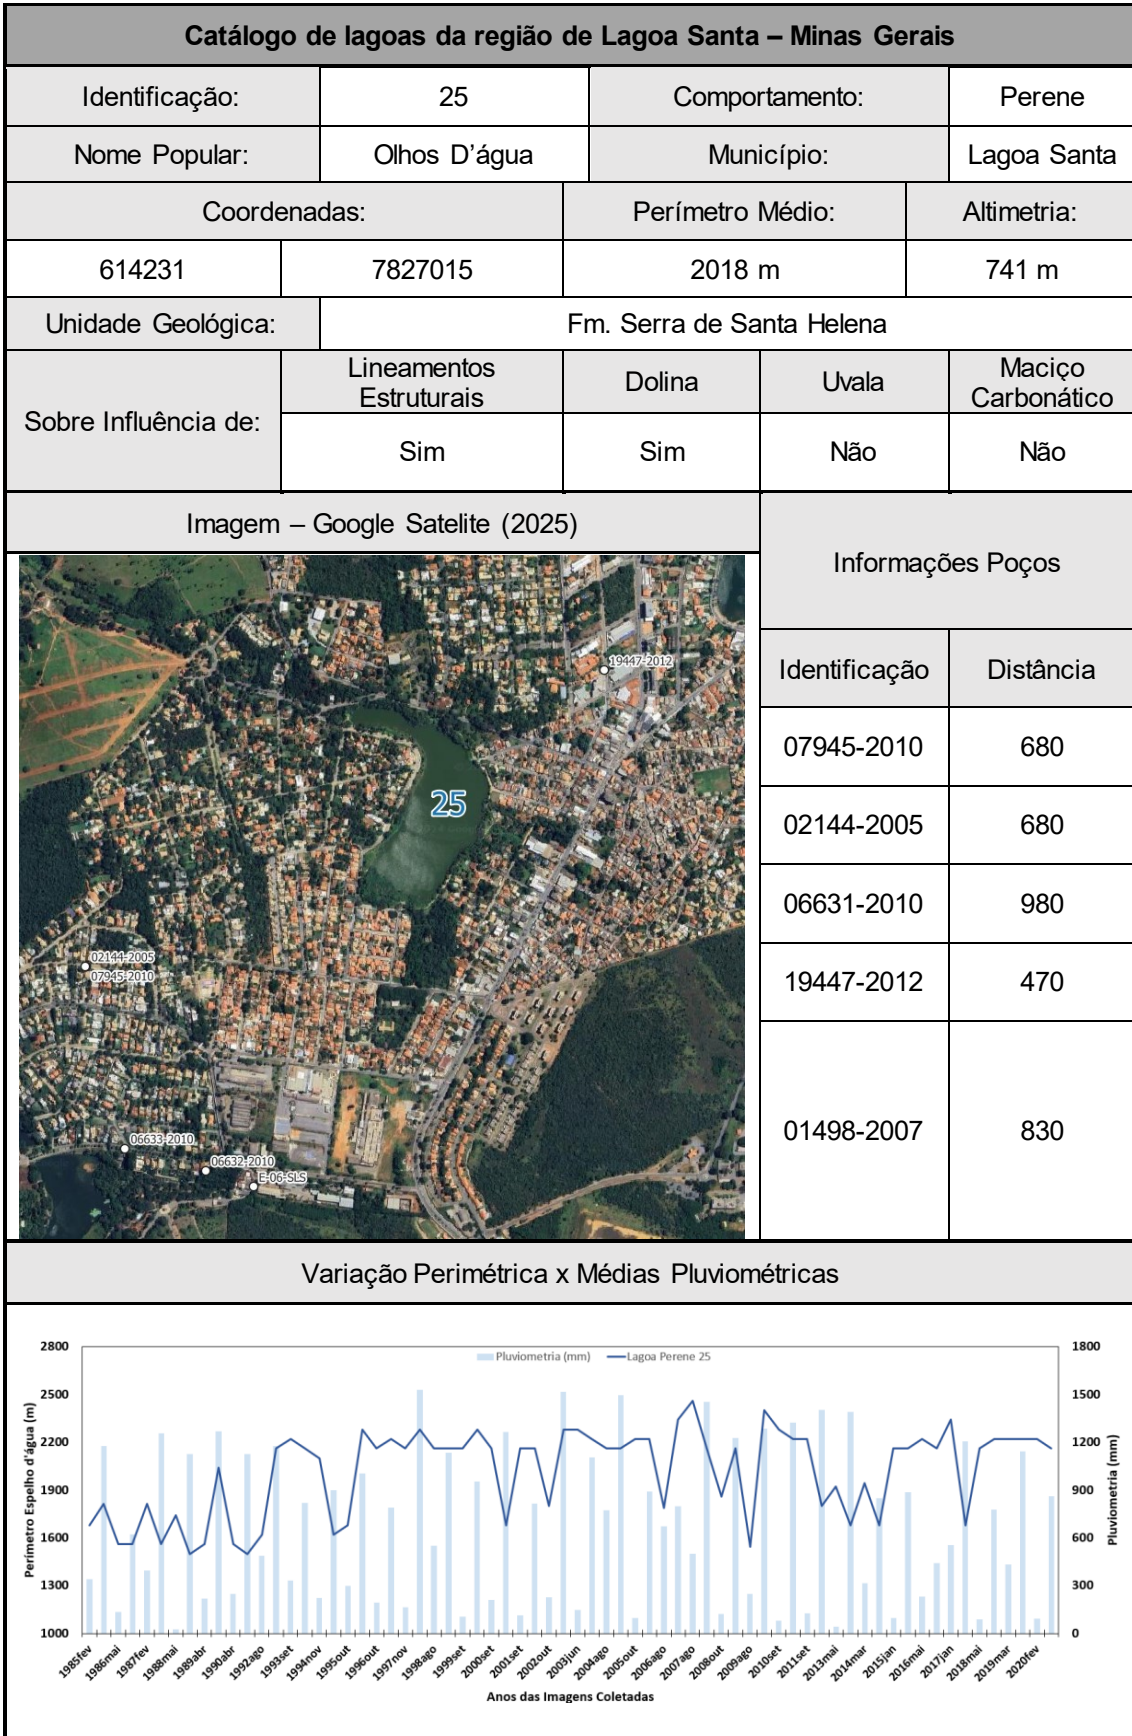 Catálogo de lagoas da região de Lagoa Santa – Minas Gerais
Identificação: 25 Comportamento: Perene
Nome Popular: Olhos D'água Município: Lagoa Santa
Coordenadas: Perímetro Médio: Altimetria:
614231 7827015 2018 m 741 m
Unidade Geológica: Fm. Serra de Santa Helena
Sobre Influência de:
Lineamentos Estruturais Dolina Uvala Maciço Carbonático
Sim Sim Não Não
Imagem – Google Satelite (2025)
Informações Poços
Identificação Distância
07945-2010 680
02144-2005 680
06631-2010 980
19447-2012 470
01498-2007 830
19447-2012
25
02144-2005
07945-2010
06633-2010
06632-2010
E-06-SLS
Variação Perimétrica x Médias Pluviométricas
Pluviometria (mm) Lagoa Perene 25
Perímetro Espelho d'água (m)
2800
2500
2200
1900
1600
1300
1000
1800
1500
1200
900
600
300
0
Pluviometria (mm)
1985fev 1986mai 1987fev 1988mai 1989abr 1990abr 1992ago 1993set 1994nov 1995out 1996out 1997nov 1998ago 1999set 2000set 2001set 2002out 2003jun 2004ago 2005out 2006ago 2007ago 2008out 2009ago 2010set 2011set 2013mai 2014mar 2015jan 2016mai 2017jan 2018mai 2019mar 2020fev
Anos das Imagens Coletadas